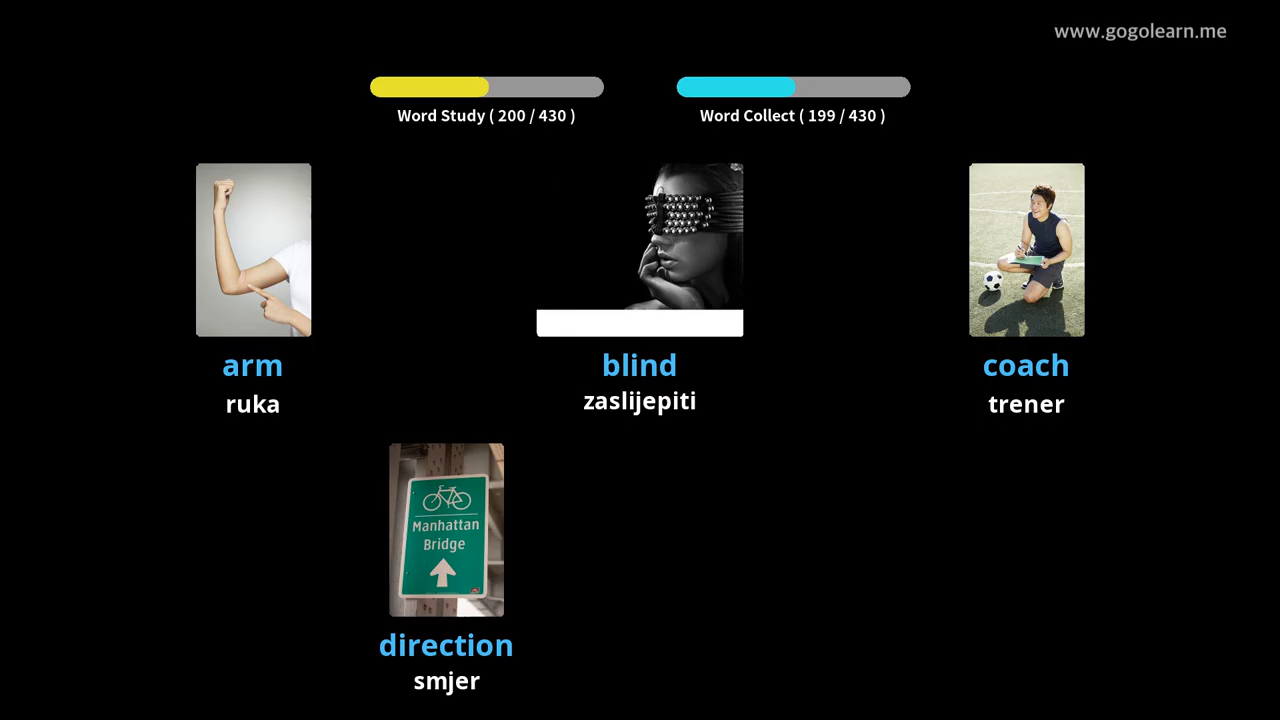 www.gogolearn.me
Word Study ( 200 / 430 )
Word Collect ( 199 / 430 )
arm
ruka
blind
zaslijepiti
coach
trener
Manhattan
Bridge
direction
smjer